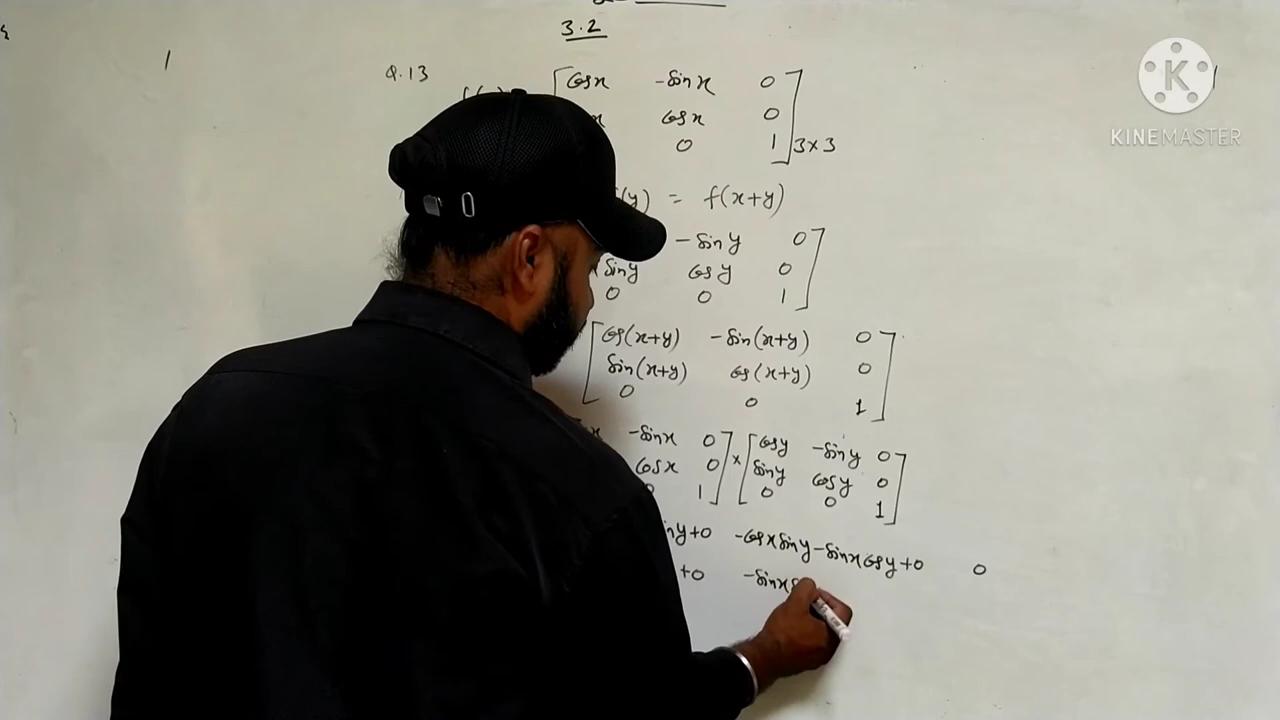 3.2
Q.13 cosx -sinx 0
cosx 0
0 1 3×3
(y) = f(x+y)
-siny 0
siny cosy 0
0 0 1
cos(x+y) -sin(x+y) 0
sin(x+y) cos(x+y) 0
0 0 1
-sinx 0 × cosy -siny 0
cosx 0 siny cosy 0
1 0 0 1
+0 -cosxsiny-sinxcosy+0 0
+0 -sinx
K
KINEMASTER